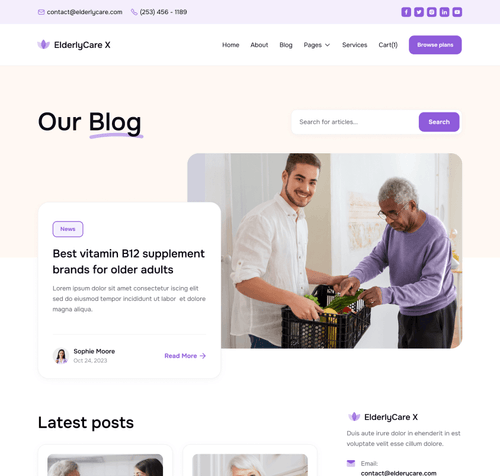 contact@elderlycare.com (253) 456 - 1189
ElderlyCare X Home About Blog Pages Services Cart(1) Browse plans
Our Blog
Search for articles... Search
News
Best vitamin B12 supplement
brands for older adults
Lorem ipsum dolor sit amet consectetur iscing elit
sed do eiusmod tempor incididunt ut labor et dolore
magna aliqua.
Sophie Moore
Oct 24, 2023
Read More
Latest posts
ElderlyCare X
Duis aute irure dolor in ehderit in est
voluptate velit esse cillum dolore.
Email:
contact@elderycare.com